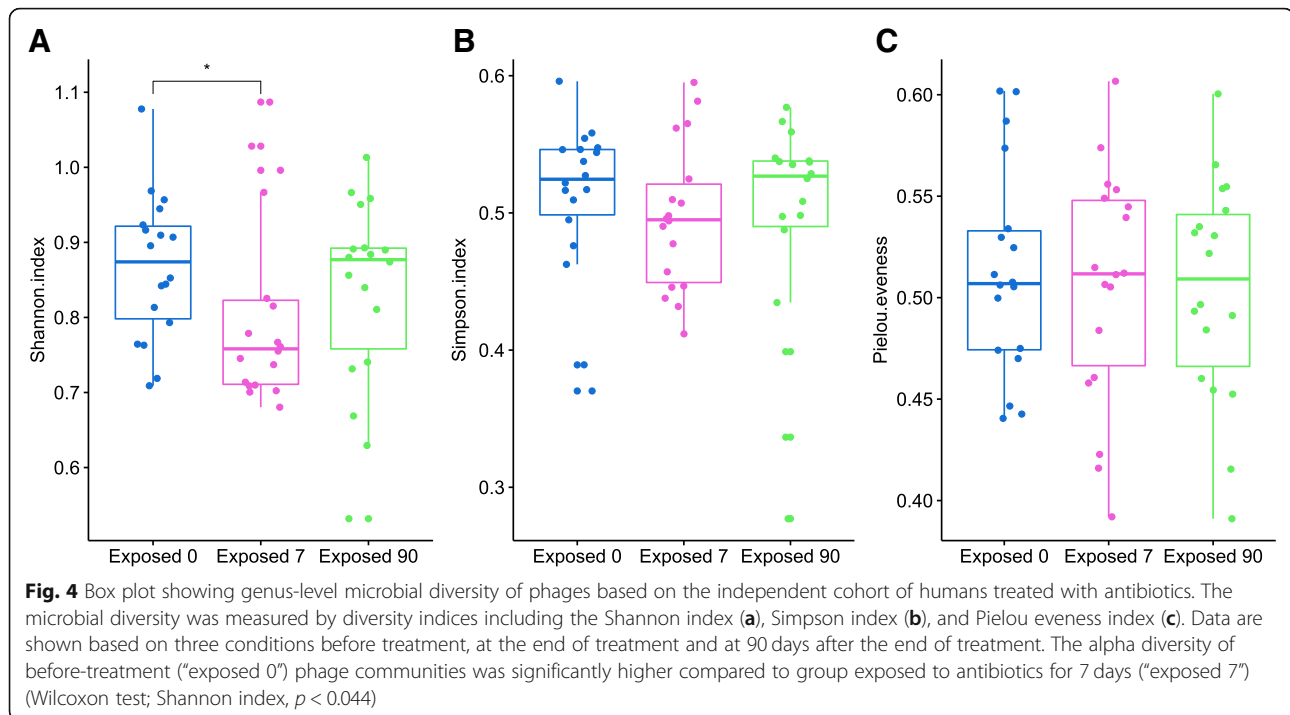 A
B
C
*
Shannon.index
1.1
1.0
0.9
0.8
0.7
0.6
Exposed 0 Exposed 7 Exposed 90
Simpson.index
0.6
0.5
0.4
0.3
Exposed 0 Exposed 7 Exposed 90
Pielou.eveness
0.60
0.55
0.50
0.45
0.40
Exposed 0 Exposed 7 Exposed 90
Fig. 4 Box plot showing genus-level microbial diversity of phages based on the independent cohort of humans treated with antibiotics. The
microbial diversity was measured by diversity indices including the Shannon index (a), Simpson index (b), and Pielou eveness index (c). Data are
shown based on three conditions before treatment, at the end of treatment and at 90 days after the end of treatment. The alpha diversity of
before-treatment (“exposed 0”) phage communities was significantly higher compared to group exposed to antibiotics for 7 days (“exposed 7”)
(Wilcoxon test; Shannon index, p < 0.044)